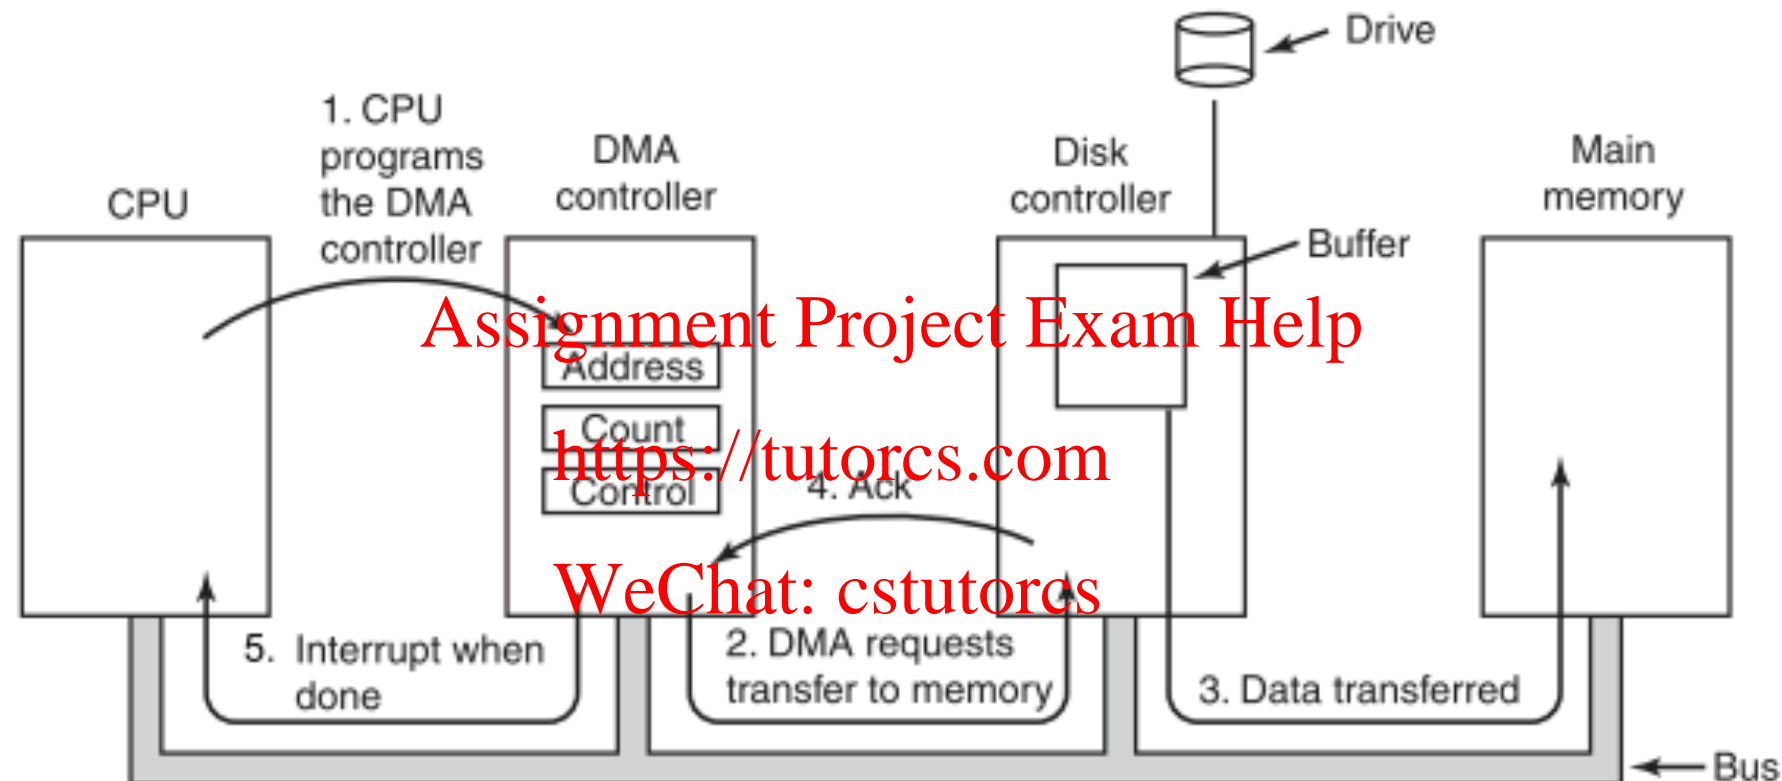 Drive
1. CPU
programs
the DMA
controller
DMA
controller
Disk
controller
Main
memory
CPU
Buffer
Assignment Project Exam Help
Address
Count
https://tutorcs.com
Control
4. Ack
WeChat: cstutorcs
5. Interrupt when
done
2. DMA requests
transfer to memory
3. Data transferred
Bus